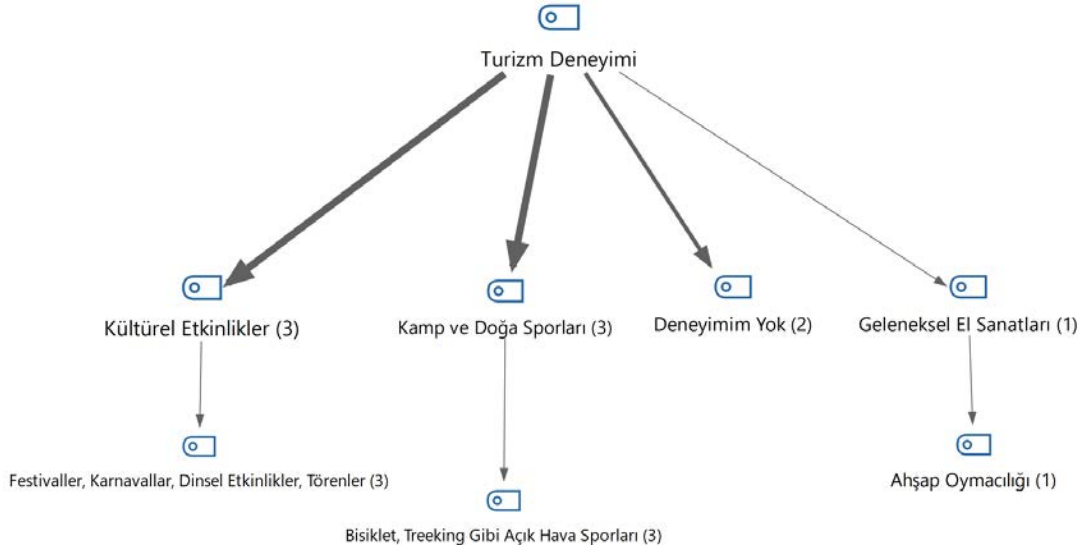 Turizm Deneyimi
Kültürel Etkinlikler (3)
Kamp ve Doğa Sporları (3)
Deneyimim Yok (2)
Geleneksel El Sanatları (1)
Festivaller, Karnavallar, Dinsel Etkinlikler, Törenler (3)
Bisiklet, Treeking Gibi Açık Hava Sporları (3)
Ahşap Oymacılığı (1)